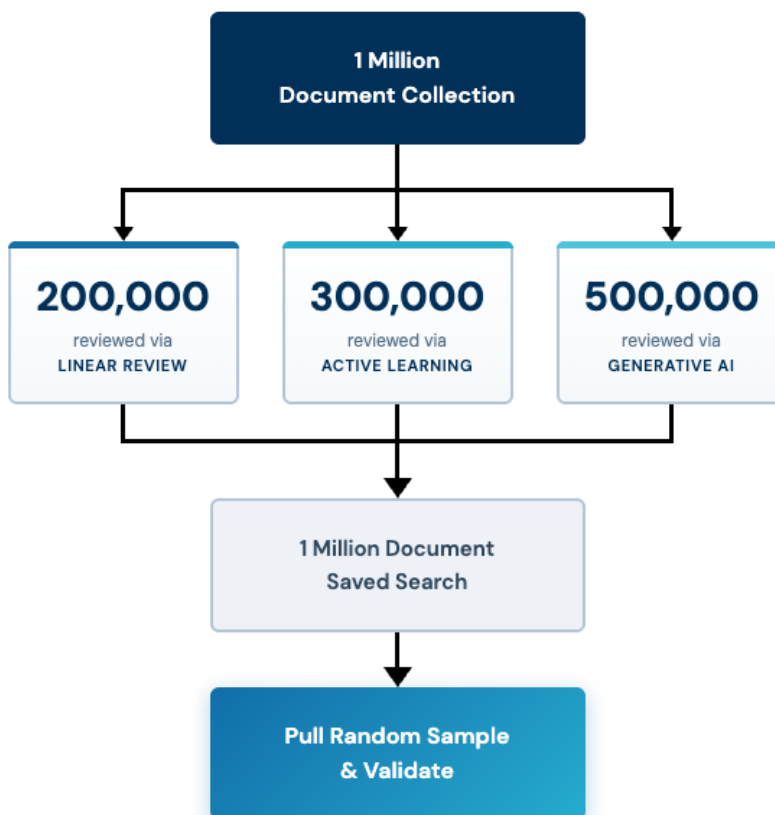 1 Million
Document Collection
200,000
reviewed via
LINEAR REVIEW
300,000
reviewed via
ACTIVE LEARNING
500,000
reviewed via
GENERATIVE AI
1 Million Document
Saved Search
Pull Random Sample
& Validate